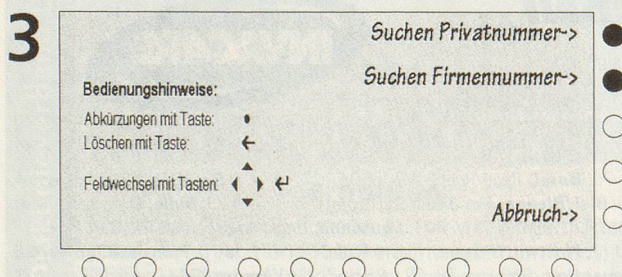 3
Suchen Privatnummer->
Suchen Firmennummer->
Bedienungshinweise:
Abkürzungen mit Taste: •
Löschen mit Taste: ←
Feldwechsel mit Tasten: ▲ ◀ ▶ ▼ ↵
Abbruch->